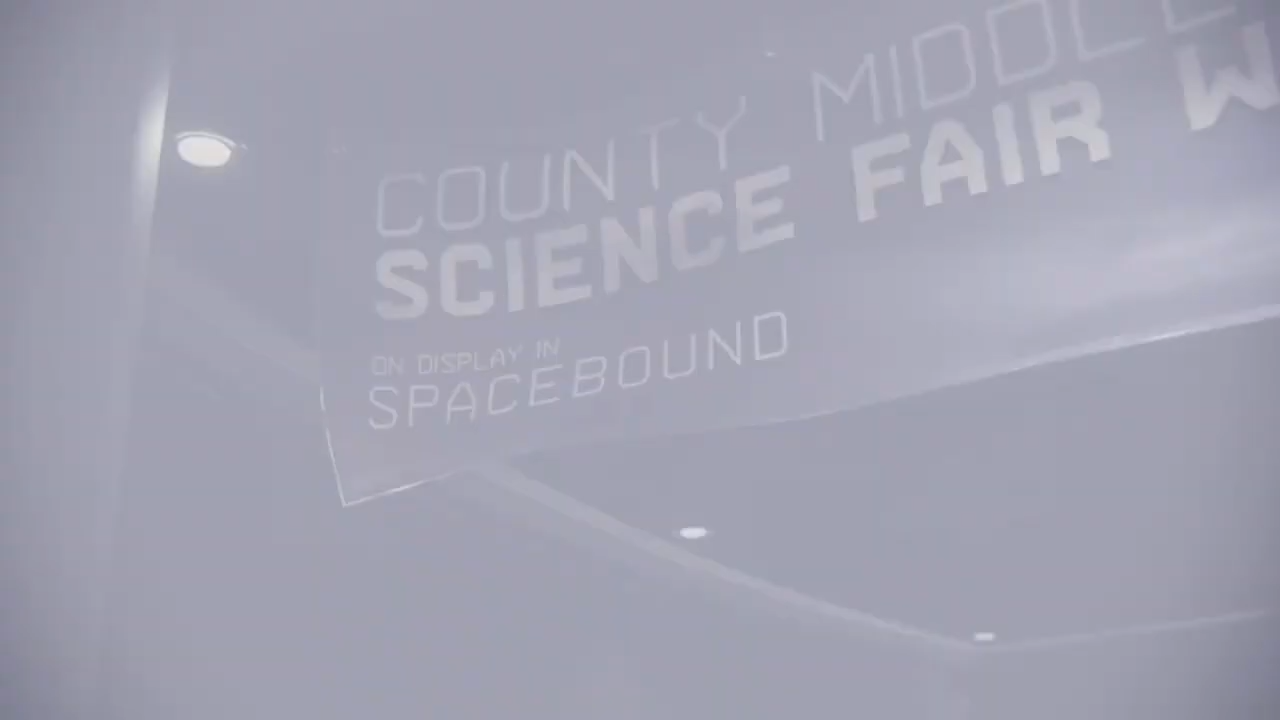 COUNTY MIDDLE
SCIENCE FAIR W
ON DISPLAY IN
SPACEBOUND